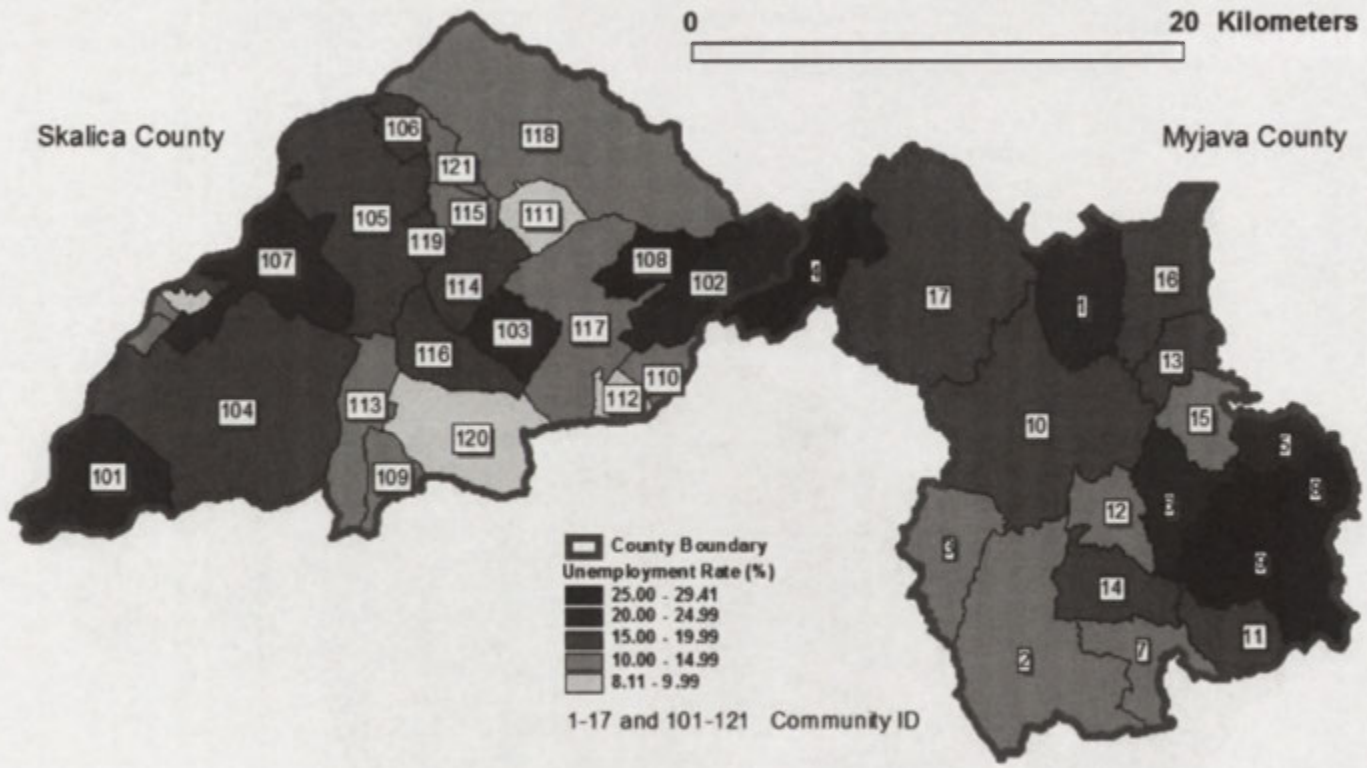 0 20 Kilometers
Skalica County
Myjava County
106
118
121
105
115
111
119
107
108
102
114
17
16
1
103
117
116
13
110
112
113
104
10
15
120
101
109
12
14
11
2
7
County Boundary
Unemployment Rate (%)
25.00 - 29.41
20.00 - 24.99
15.00 - 19.99
10.00 - 14.99
8.11 - 9.99
1-17 and 101-121 Community ID